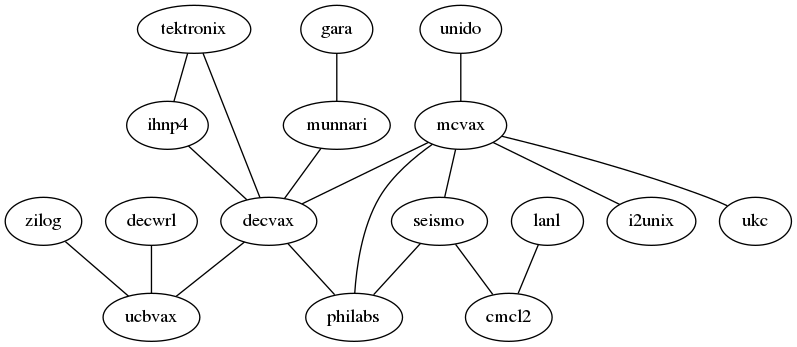 tektronix gara unido
ihnp4 munnari mcvax
zilog decwrl decvax seismo lanl i2unix ukc
ucbvax philabs cmcl2